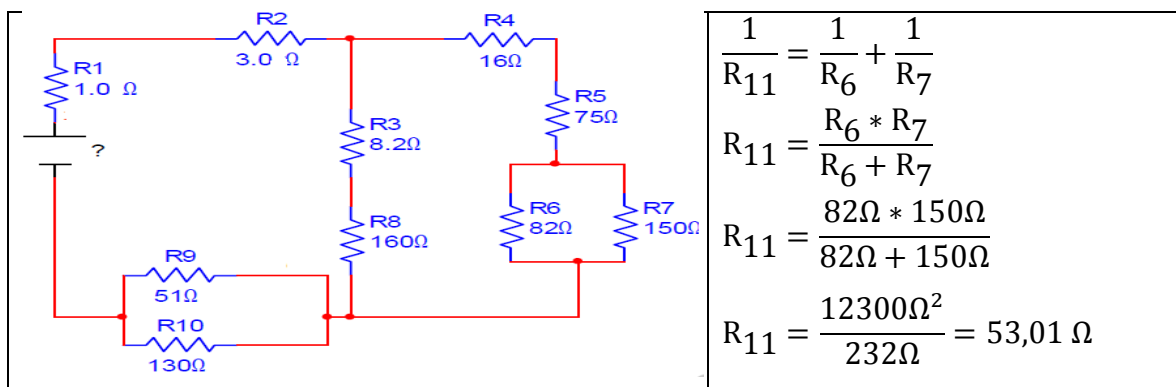 R2
3.0 Ω
R4
16Ω
R1
1.0 Ω
?
R3
8.2Ω
R5
75Ω
R8
160Ω
R6
82Ω
R7
150Ω
R9
51Ω
R10
130Ω
1/R₁₁ = 1/R₆ + 1/R₇
R₁₁ = (R₆ * R₇)/(R₆ + R₇)
R₁₁ = (82Ω * 150Ω)/(82Ω + 150Ω)
R₁₁ = 12300Ω²/232Ω = 53,01 Ω